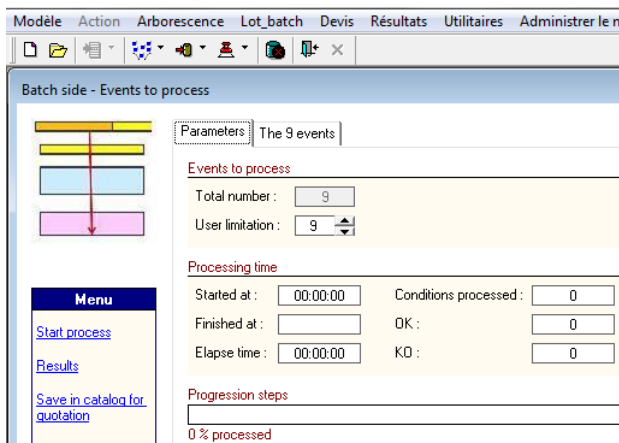 Modèle Action Arborescence Lot_batch Devis Résultats Utilitaires Administrer le
Batch side - Events to process
Parameters The 9 events
Events to process
Total number : 9
User limitation : 9
Processing time
Started at : 00:00:00 Conditions processed : 0
Finished at : OK : 0
Elapse time : 00:00:00 KO : 0
Progression steps
0 % processed
Menu
Start process
Results
Save in catalog for
quotation